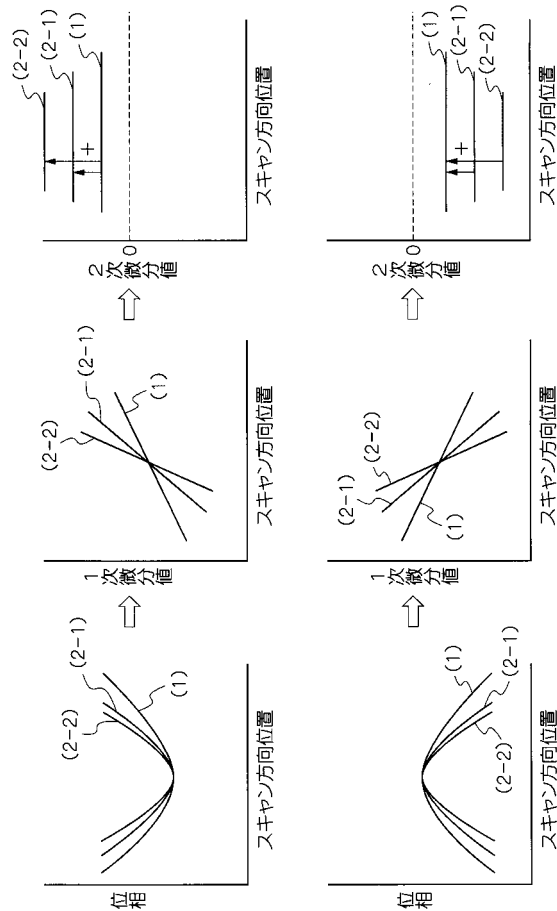 位相
(2-2)
(2-1)
(1)
スキャン方向位置
1次微分値
(2-2)
(2-1)
(1)
スキャン方向位置
2次微分値
0
+
(2-2)
(2-1)
(1)
スキャン方向位置
位相
(1)
(2-1)
(2-2)
スキャン方向位置
1次微分値
(2-2)
(2-1)
(1)
スキャン方向位置
2次微分値
0
+
(1)
(2-1)
(2-2)
スキャン方向位置